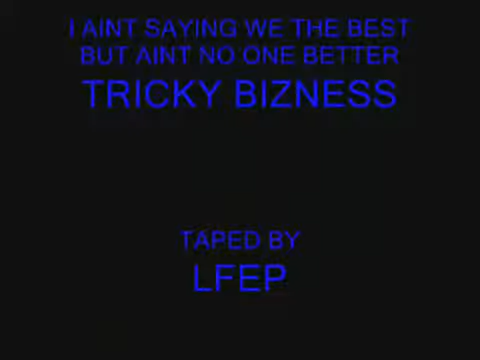 I AINT SAYING WE THE BEST
BUT AINT NO ONE BETTER
TRICKY BIZNESS
TAPED BY
LFEP